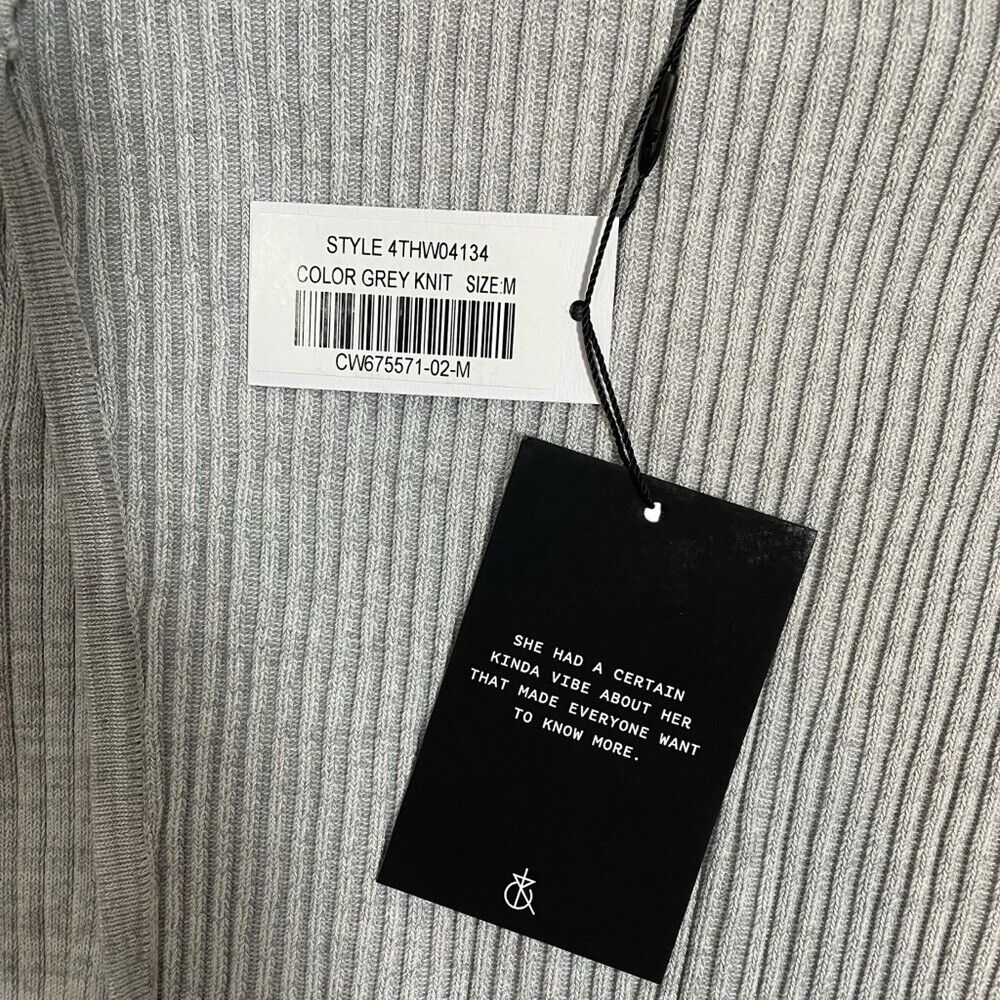 STYLE 4THW04134
COLOR GREY KNIT SIZE:M
CW675571-02-M
SHE HAD A CERTAIN
KINDA VIBE ABOUT HER
THAT MADE EVERYONE WANT
TO KNOW MORE.